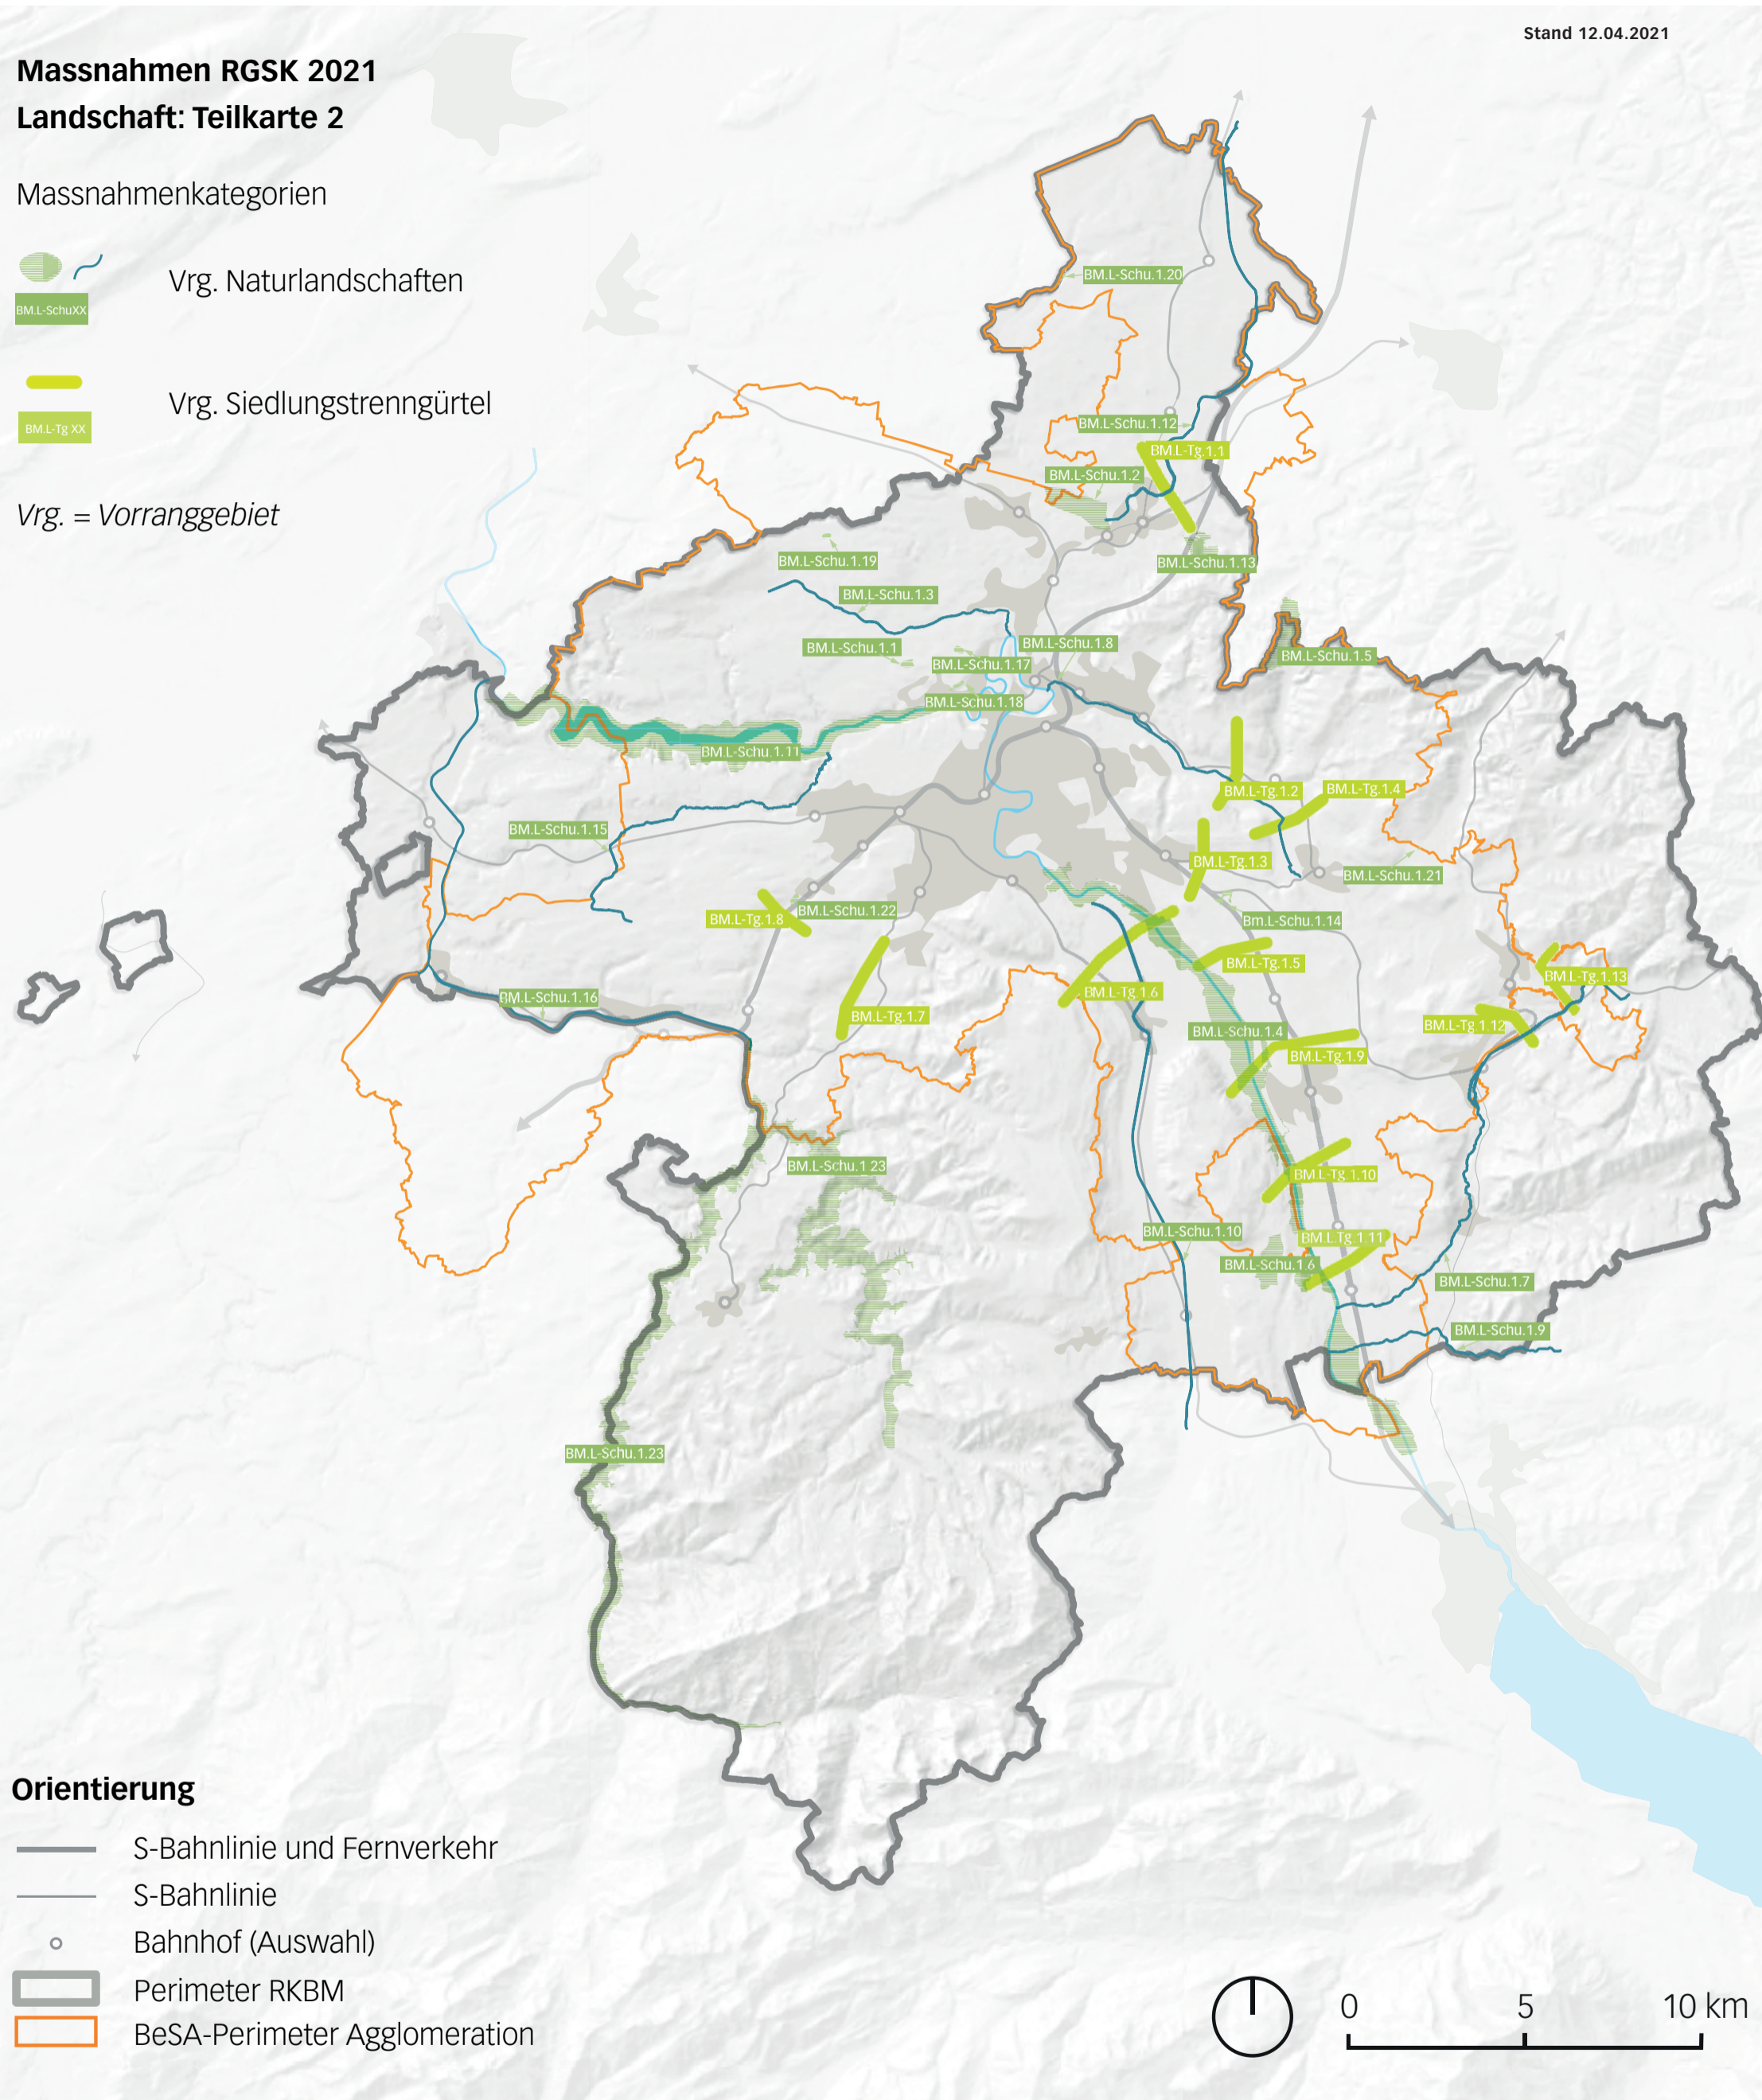 Stand 12.04.2021
Massnahmen RGSK 2021
Landschaft: Teilkarte 2
Massnahmenkategorien
Vrg. Naturlandschaften
BM.L-SchuXX
Vrg. Siedlungstrenngürtel
BM.L-Tg XX
Vrg. = Vorranggebiet
BM.L-Schu.1.20
BM.L-Schu.1.12
BM.L-Tg.1.1
BM.L-Schu.1.2
BM.L-Schu.1.19
BM.L-Schu.1.13
BM.L-Schu.1.3
BM.L-Schu.1.1
BM.L-Schu.1.8
BM.L-Schu.1.17
BM.L-Schu.1.5
BM.L-Schu.1.18
BM.L-Schu.1.11
BM.L-Tg.1.2
BM.L-Tg.1.4
BM.L-Schu.1.15
BM.L-Tg.1.3
BM.L-Schu.1.21
BM.L-Tg.1.8
BM.L-Schu.1.22
Bm.L-Schu.1.14
BM.L-Tg.1.5
BM.L-Tg.1.13
BM.L-Tg 1.6
BM.L-Schu.1.16
BM.L-Tg.1.7
BM.L-Schu.1.4
BM.L-Tg.1.12
BM.L-Tg.1.9
BM.L-Schu.1.23
BM.L-Tg.1.10
BM.L-Schu.1.10
BM.L.Tg.1.11
BM.L-Schu.1.6
BM.L-Schu.1.7
BM.L-Schu.1.9
BM.L-Schu.1.23
Orientierung
S-Bahnlinie und Fernverkehr
S-Bahnlinie
Bahnhof (Auswahl)
Perimeter RKBM
BeSA-Perimeter Agglomeration
0 5 10 km